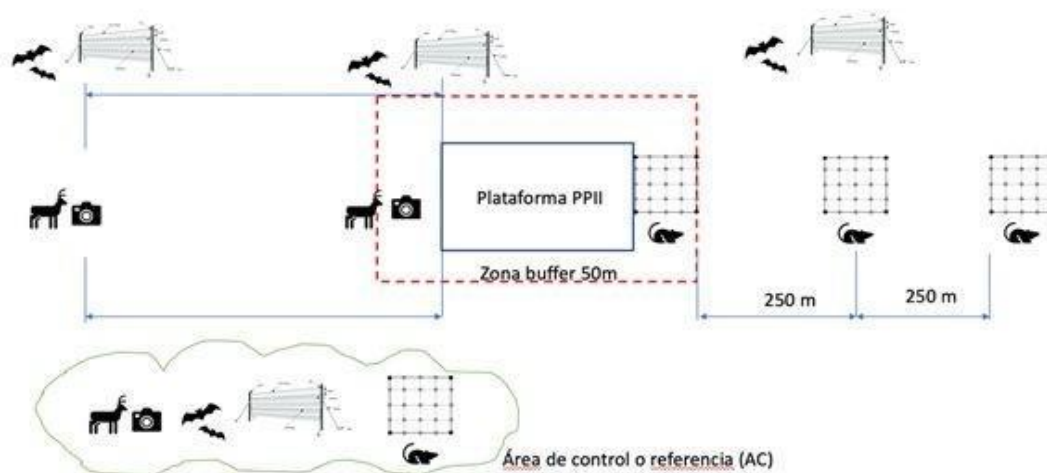 Plataforma PPII
Zona buffer 50m
250 m
250 m
Área de control o referencia (AC)